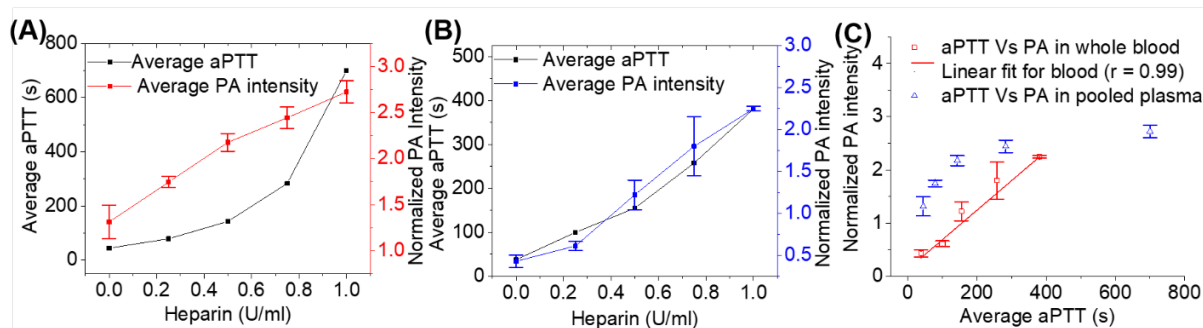 (A)
800
600
400
200
0
Average aPTT (s)
Average aPTT
Average PA intensity
3.0
2.5
2.0
1.5
1.0
Normalized PA Intensity
0.0 0.2 0.4 0.6 0.8 1.0
Heparin (U/ml)
(B)
500
400
300
200
100
0
Average aPTT (s)
Average aPTT
Average PA intensity
3.0
2.5
2.0
1.5
1.0
0.5
0.0
Normalized PA intensity
0.0 0.2 0.4 0.6 0.8 1.0
Heparin (U/ml)
(C)
4
3
2
1
0
Normalized PA intensity
aPTT Vs PA in whole blood
Linear fit for blood (r = 0.99)
aPTT Vs PA in pooled plasma
0 200 400 600 800
Average aPTT (s)